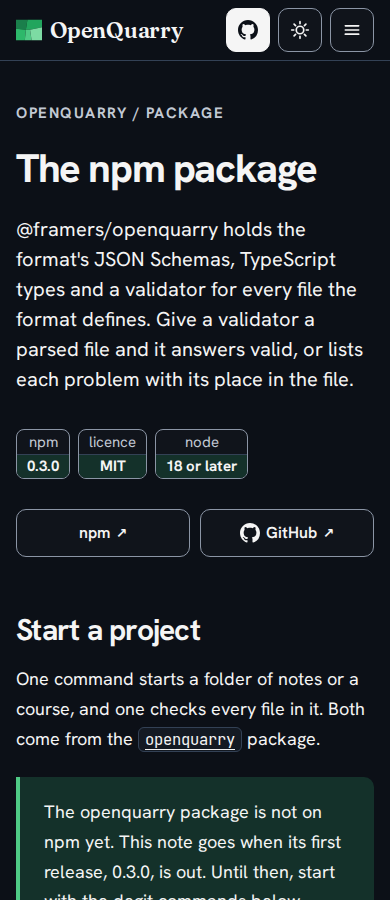 OpenQuarry
OPENQUARRY / PACKAGE
The npm package
@framers/openquarry holds the
format's JSON Schemas, TypeScript
types and a validator for every file the
format defines. Give a validator a
parsed file and it answers valid, or lists
each problem with its place in the file.
npm licence node
0.3.0 MIT 18 or later
npm ↗ GitHub ↗
Start a project
One command starts a folder of notes or a
course, and one checks every file in it. Both
come from the openquarry package.
The openquarry package is not on
npm yet. This note goes when its first
release, 0.3.0, is out. Until then, start
with the degit commands below.